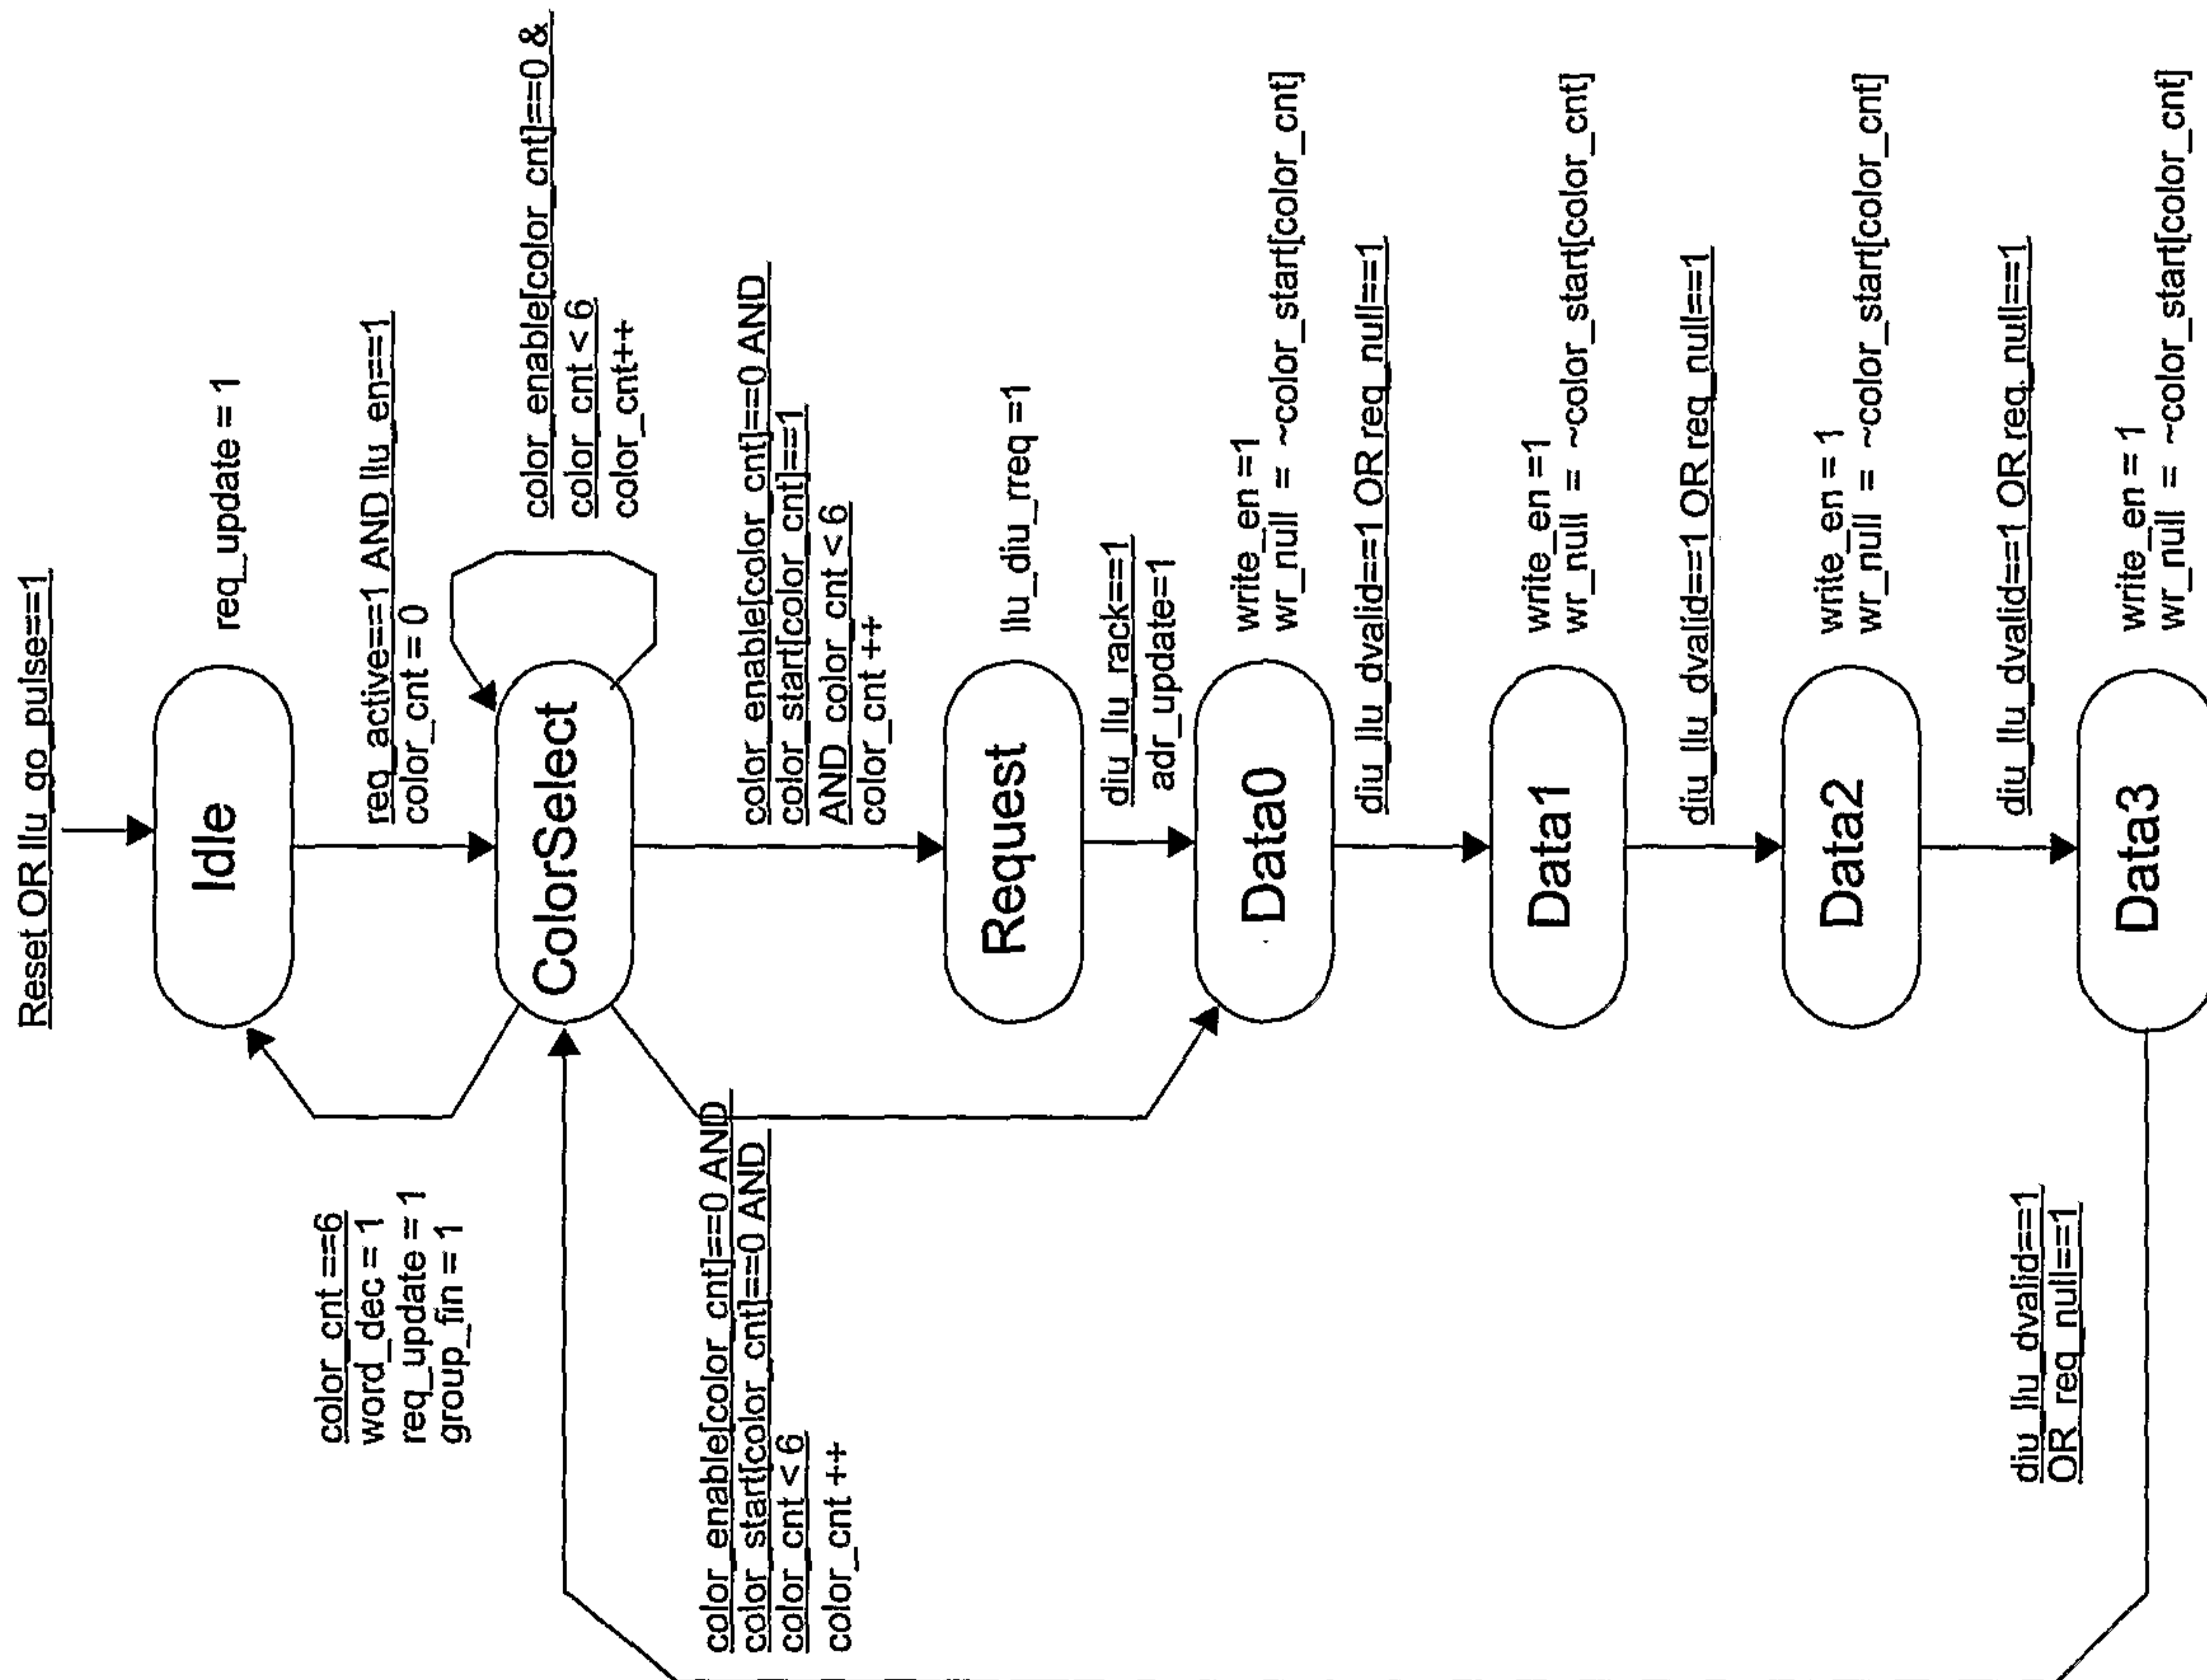 Reset OR llu_go_pulse==1
Idle
req_update = 1
req_active==1 AND llu_en==1
color_cnt = 0
color_cnt ==6
word_dec = 1
req_update = 1
group_fin = 1
ColorSelect
color_enable[color_cnt]==0 &
color_cnt < 6
color_cnt++
color_enable[color_cnt]==0 AND
color_start[color_cnt]==1
AND color_cnt < 6
color_cnt ++
color_enable[color_cnt]==0 AND
color_start[color_cnt]==0 AND
color_cnt < 6
color_cnt ++
Request
llu_diu_rreq =1
diu_llu_rack==1
adr_update=1
Data0
write_en =1
wr_null = ~color_start[color_cnt]
diu_llu_dvalid==1 OR req_null==1
Data1
write_en =1
wr_null = ~color_start[color_cnt]
diu_llu_dvalid==1 OR req_null==1
Data2
write_en = 1
wr_null = ~color_start[color_cnt]
diu_llu_dvalid==1 OR req_null==1
Data3
write_en = 1
wr_null = ~color_start[color_cnt]
diu_llu_dvalid==1
OR req_null==1